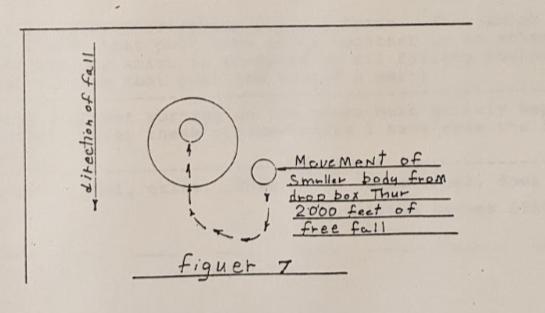 direction of fall
Movement of
Smaller body from
drop box Thur
2000 feet of
free fall
figuer 7